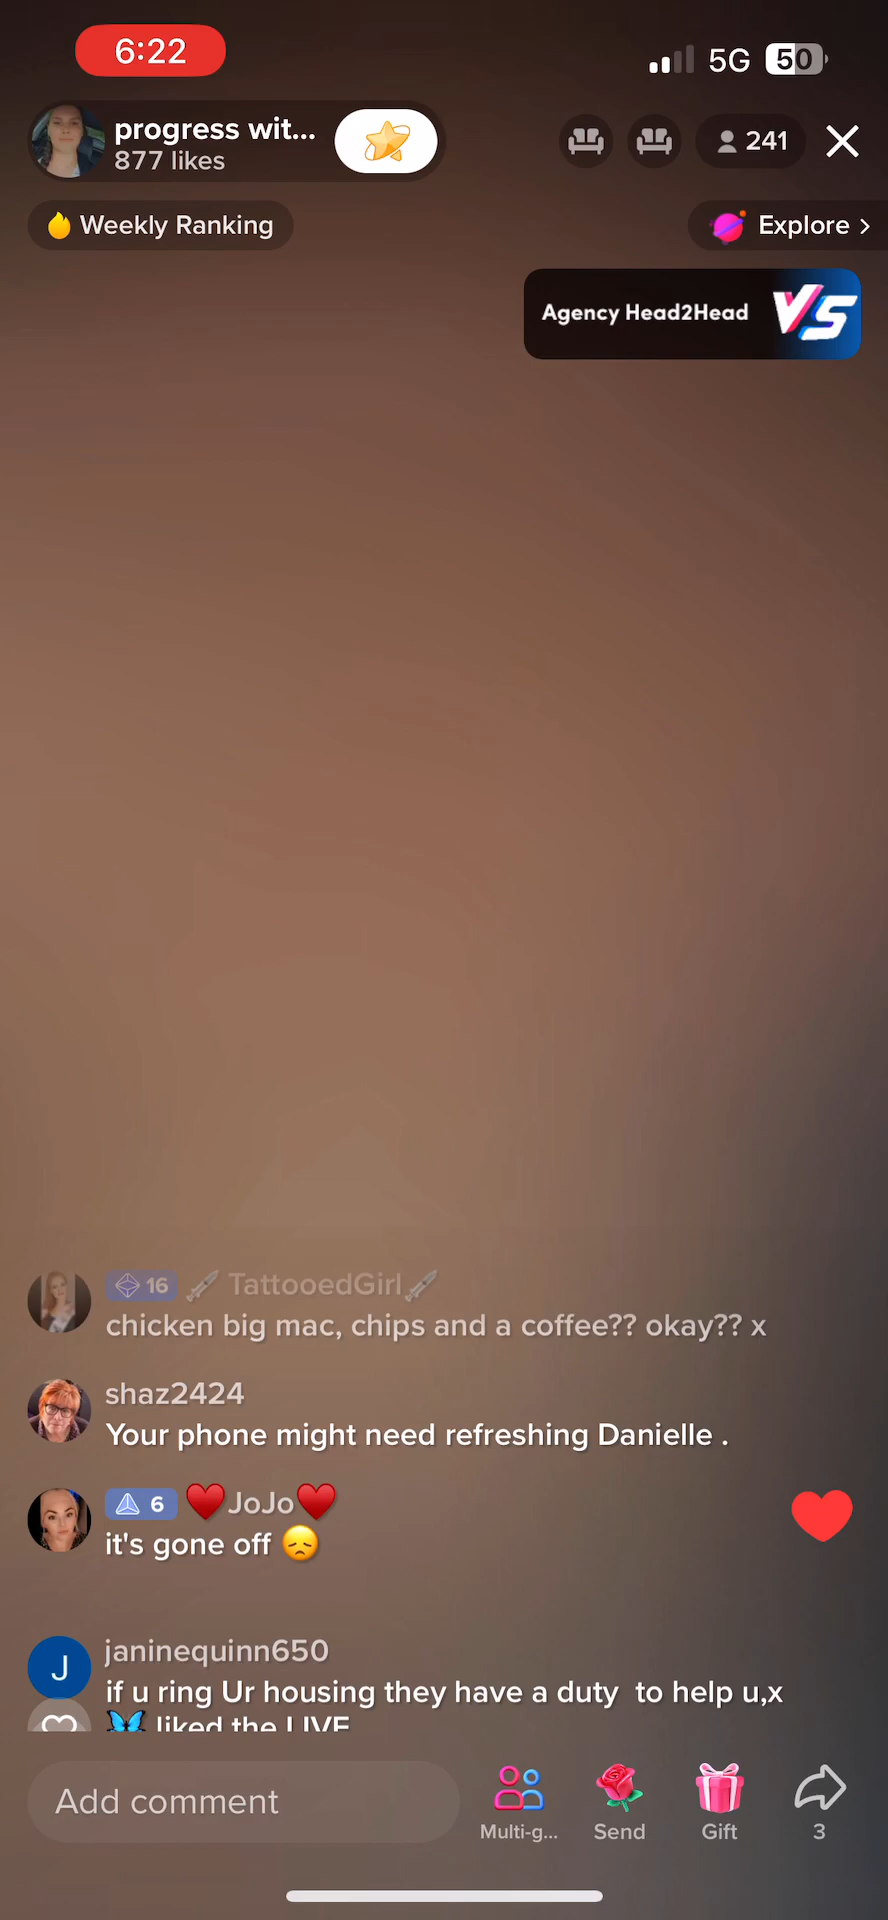 6:22
5G 50
progress wit...
877 likes
241
Weekly Ranking
Explore >
Agency Head2Head VS
16 TattooedGirl
chicken big mac, chips and a coffee?? okay?? x
shaz2424
Your phone might need refreshing Danielle .
6 JoJo
it's gone off
J
janinequinn650
if u ring Ur housing they have a duty  to help u,x
liked the LIVE
Add comment
Multi-g...
Send
Gift
3